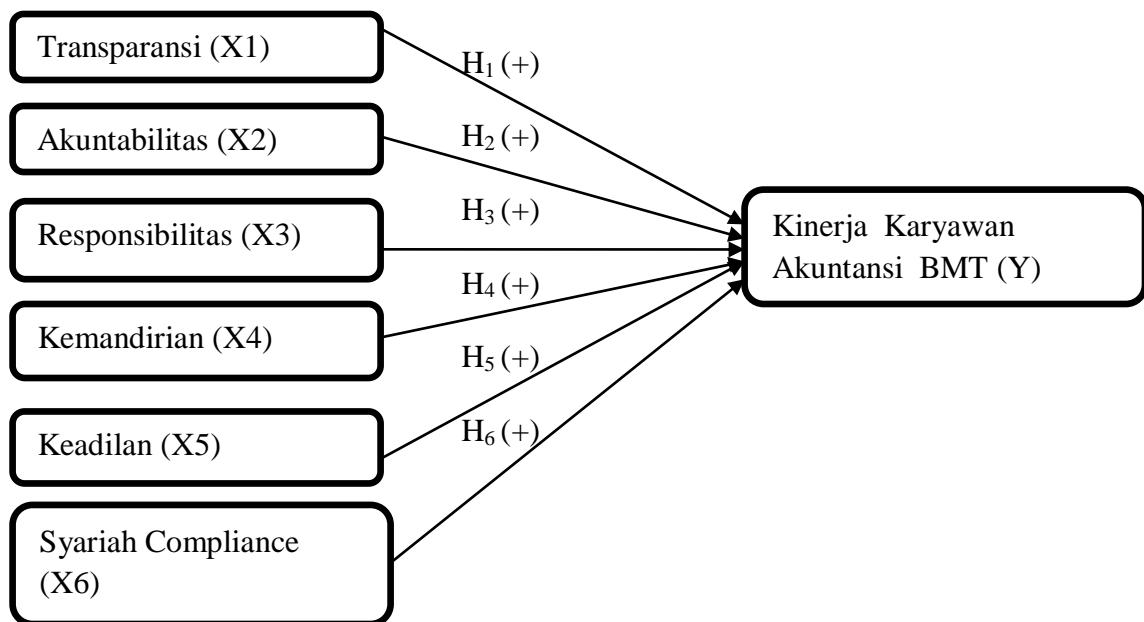 Transparansi (X1)
H₁ (+)
Akuntabilitas (X2)
H₂ (+)
Responsibilitas (X3)
H₃ (+)
Kinerja Karyawan
Akuntansi BMT (Y)
H₄ (+)
Kemandirian (X4)
H₅ (+)
Keadilan (X5)
H₆ (+)
Syariah Compliance
(X6)